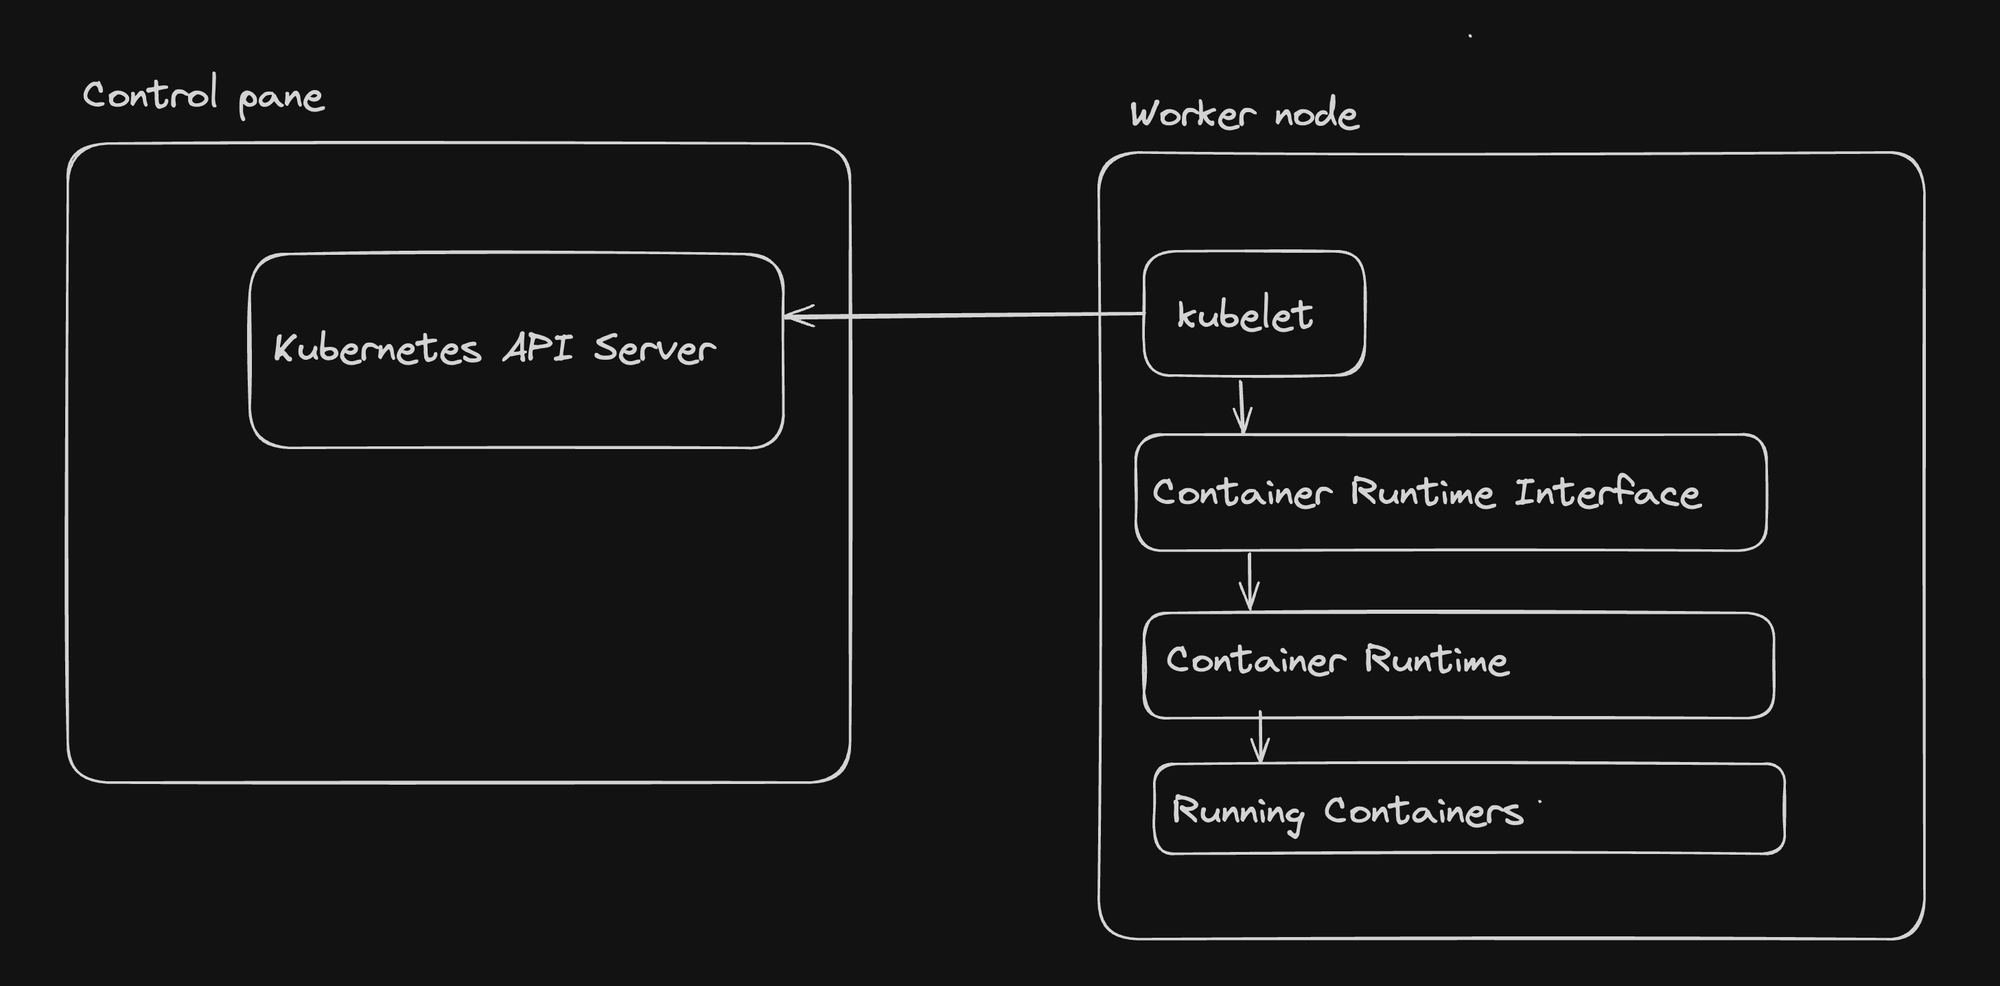 Control pane
Kubernetes API Server
Worker node
kubelet
Container Runtime Interface
Container Runtime
Running Containers